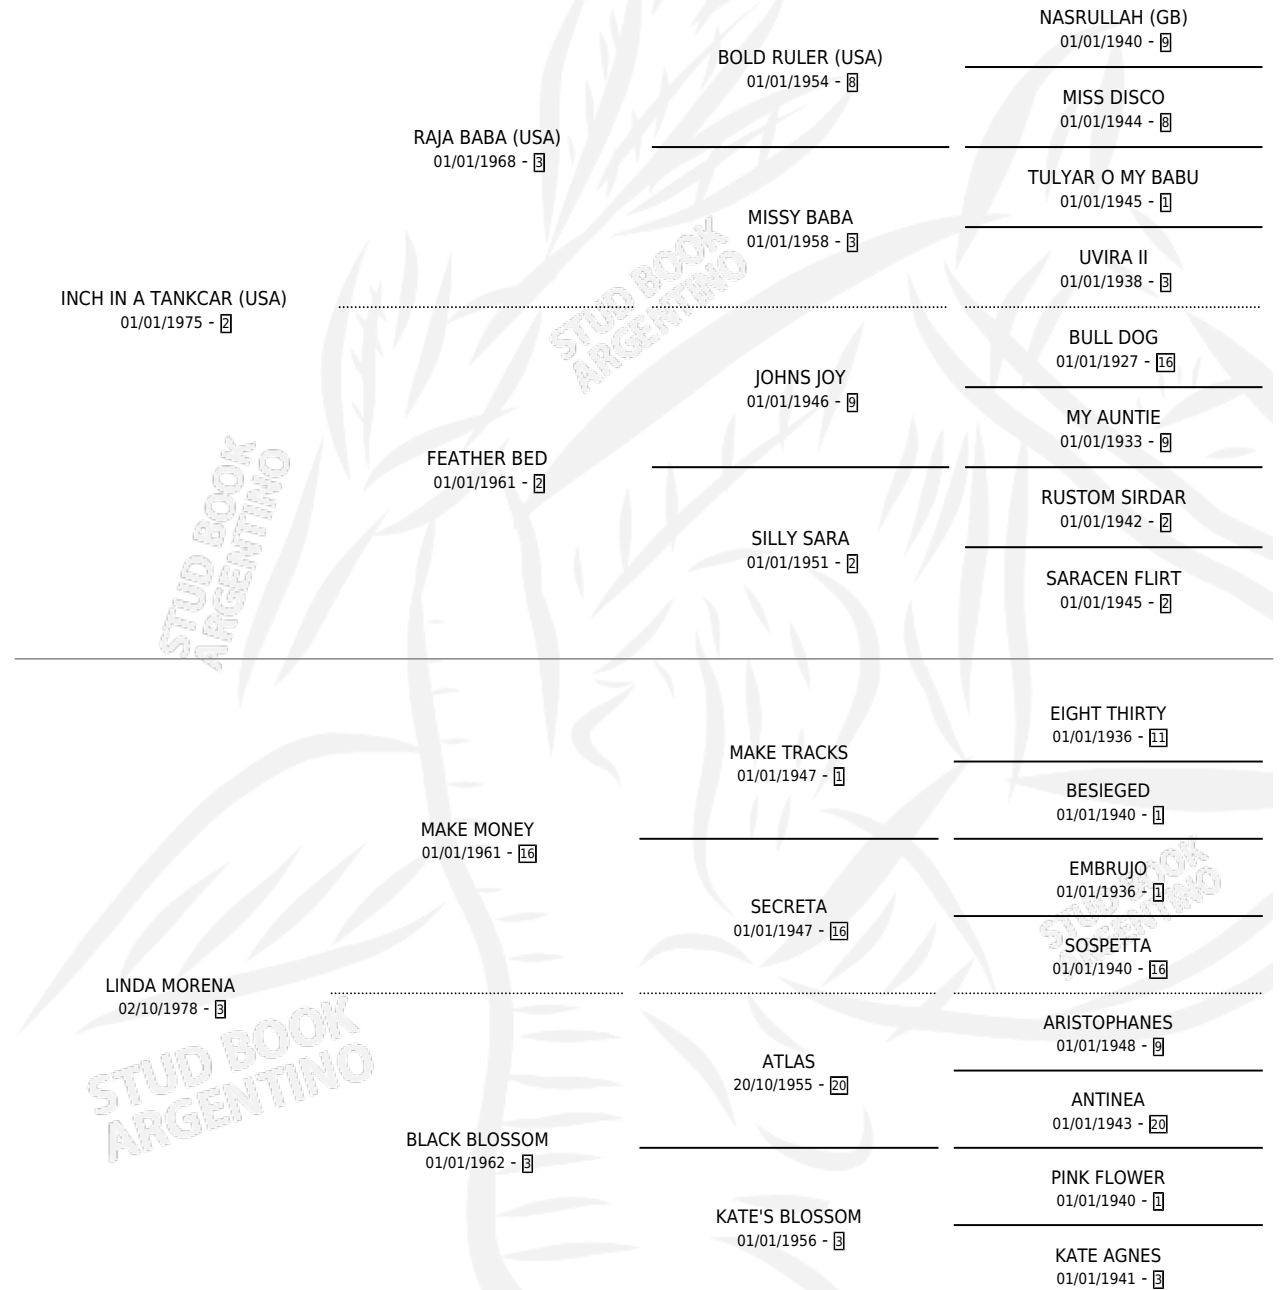 NASRULLAH (GB)
01/01/1940 - 9
BOLD RULER (USA)
01/01/1954 - 8
MISS DISCO
01/01/1944 - 8
RAJA BABA (USA)
01/01/1968 - 3
TULYAR O MY BABU
01/01/1945 - 1
MISSY BABA
01/01/1958 - 3
UVIRA II
01/01/1938 - 3
INCH IN A TANKCAR (USA)
01/01/1975 - 2
BULL DOG
01/01/1927 - 16
JOHNS JOY
01/01/1946 - 9
MY AUNTIE
01/01/1933 - 9
FEATHER BED
01/01/1961 - 2
RUSTOM SIRDAR
01/01/1942 - 2
SILLY SARA
01/01/1951 - 2
SARACEN FLIRT
01/01/1945 - 2
STUD BOOK
ARGENTINO
STUD BOOK
ARGENTINO
EIGHT THIRTY
01/01/1936 - 11
MAKE TRACKS
01/01/1947 - 1
BESIEGED
01/01/1940 - 1
MAKE MONEY
01/01/1961 - 16
EMBRUJO
01/01/1936 - 1
SECRETA
01/01/1947 - 16
SOSPETTA
01/01/1940 - 16
LINDA MORENA
02/10/1978 - 3
ARISTOPHANES
01/01/1948 - 9
ATLAS
20/10/1955 - 20
ANTINEA
01/01/1943 - 20
BLACK BLOSSOM
01/01/1962 - 3
PINK FLOWER
01/01/1940 - 1
KATE'S BLOSSOM
01/01/1956 - 3
KATE AGNES
01/01/1941 - 3
STUD BOOK
ARGENTINO
STUD BOOK
ARGENTINO